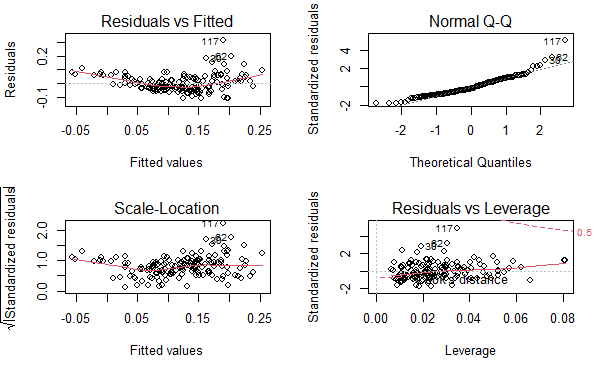 Residuals vs Fitted
Residuals
0.2
-0.1
117
62
-0.05
0.05
0.15
0.25
Fitted values
Normal Q-Q
Standardized residuals
4
2
-2
117
62
-2
-1
0
1
2
Theoretical Quantiles
Scale-Location
√|Standardized residuals
2.0
1.0
0.0
117
62
-0.05
0.05
0.15
0.25
Fitted values
Residuals vs Leverage
Standardized residuals
2
-2
117
62
0.5
Cook's distance
0.00
0.02
0.04
0.06
0.08
Leverage